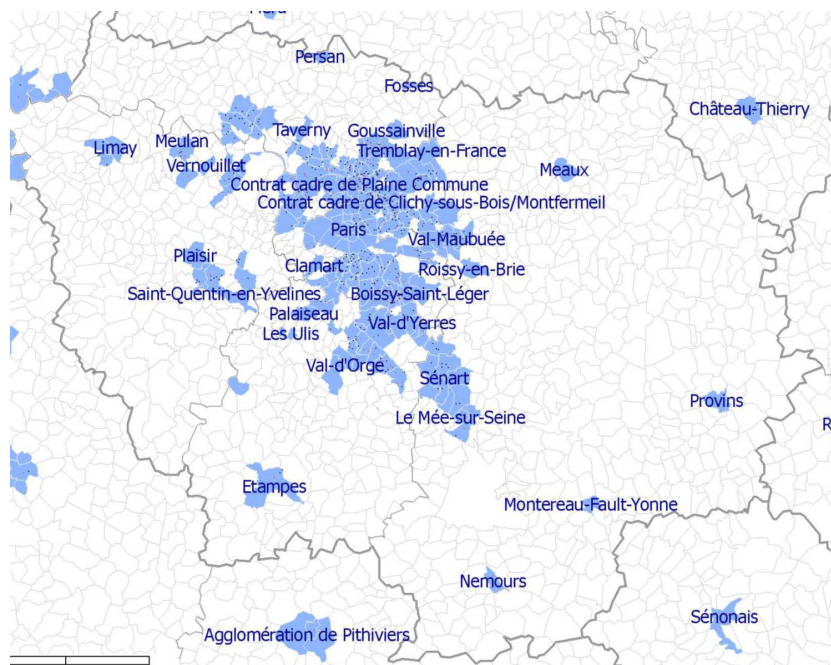 Persan
Fosses
Château-Thierry
Taverny
Goussainville
Limay
Meulan
Tremblay-en-France
Vernouillet
Meaux
Contrat cadre de Plaine Commune
Contrat cadre de Clichy-sous-Bois/Montfermeil
Paris
Val-Maubuée
Plaisir
Clamart
Roissy-en-Brie
Saint-Quentin-en-Yvelines
Boissy-Saint-Léger
Palaiseau
Val-d'Yerres
Les Ulis
Val-d'Orge
Sénart
Provins
Le Mée-sur-Seine
R
Etampes
Montereau-Fault-Yonne
Nemours
Sénonais
Agglomération de Pithiviers